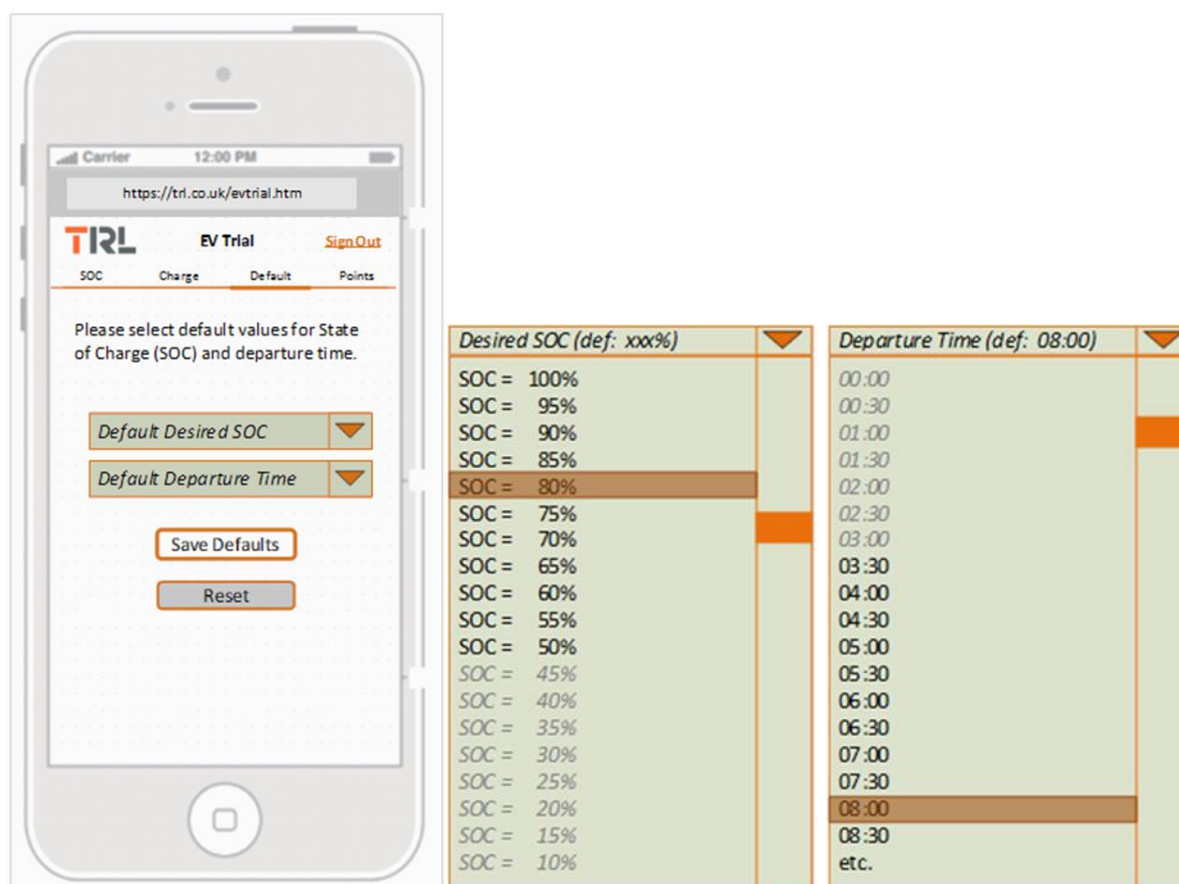 Carrier 12:00 PM
https://trl.co.uk/evtrial.htm
TRL EV Trial Sign Out
SOC Charge Default Points
Please select default values for State
of Charge (SOC) and departure time.
Default Desired SOC
Default Departure Time
Save Defaults
Reset
Desired SOC (def: xxx%)
SOC = 100%
SOC = 95%
SOC = 90%
SOC = 85%
SOC = 80%
SOC = 75%
SOC = 70%
SOC = 65%
SOC = 60%
SOC = 55%
SOC = 50%
SOC = 45%
SOC = 40%
SOC = 35%
SOC = 30%
SOC = 25%
SOC = 20%
SOC = 15%
SOC = 10%
Departure Time (def: 08:00)
00:00
00:30
01:00
01:30
02:00
02:30
03:00
03:30
04:00
04:30
05:00
05:30
06:00
06:30
07:00
07:30
08:00
08:30
etc.